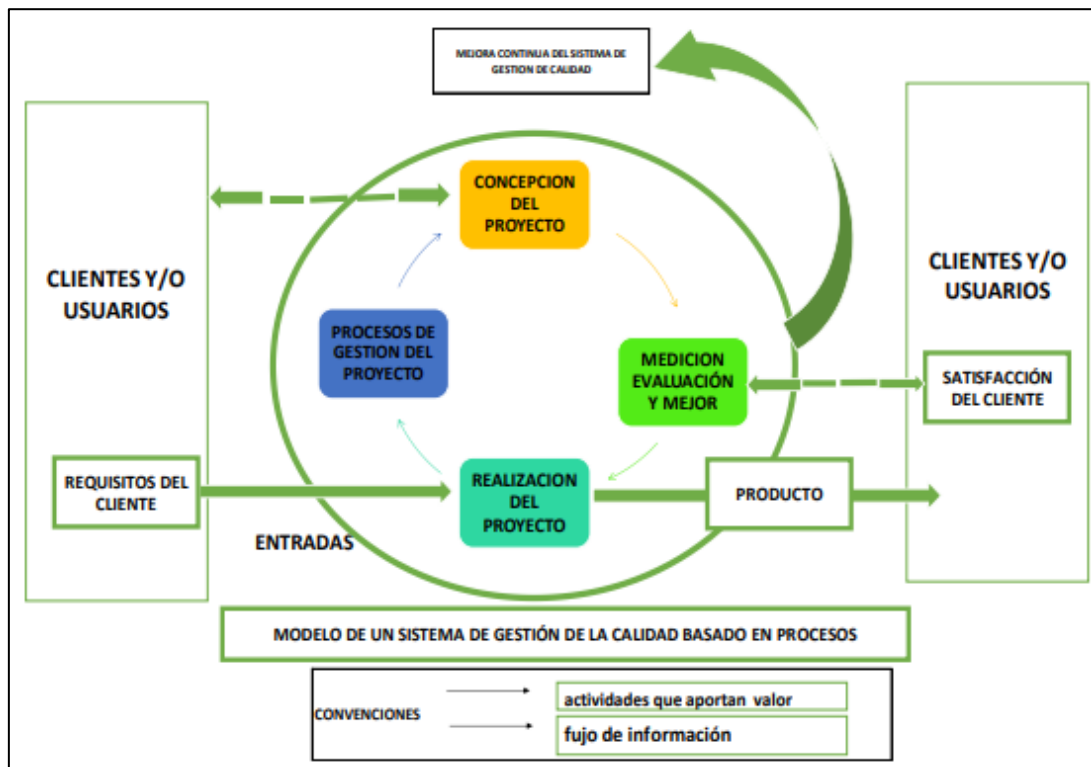 MEJORA CONTINUA DEL SISTEMA DE
GESTION DE CALIDAD
CLIENTES Y/O
USUARIOS
REQUISITOS DEL
CLIENTE
ENTRADAS
CONCEPCION
DEL
PROYECTO
PROCESOS DE
GESTION DEL
PROYECTO
MEDICION
EVALUACIÓN
Y MEJOR
REALIZACION
DEL
PROYECTO
PRODUCTO
CLIENTES Y/O
USUARIOS
SATISFACCIÓN
DEL CLIENTE
MODELO DE UN SISTEMA DE GESTIÓN DE LA CALIDAD BASADO EN PROCESOS
CONVENCIONES
actividades que aportan valor
fujo de información